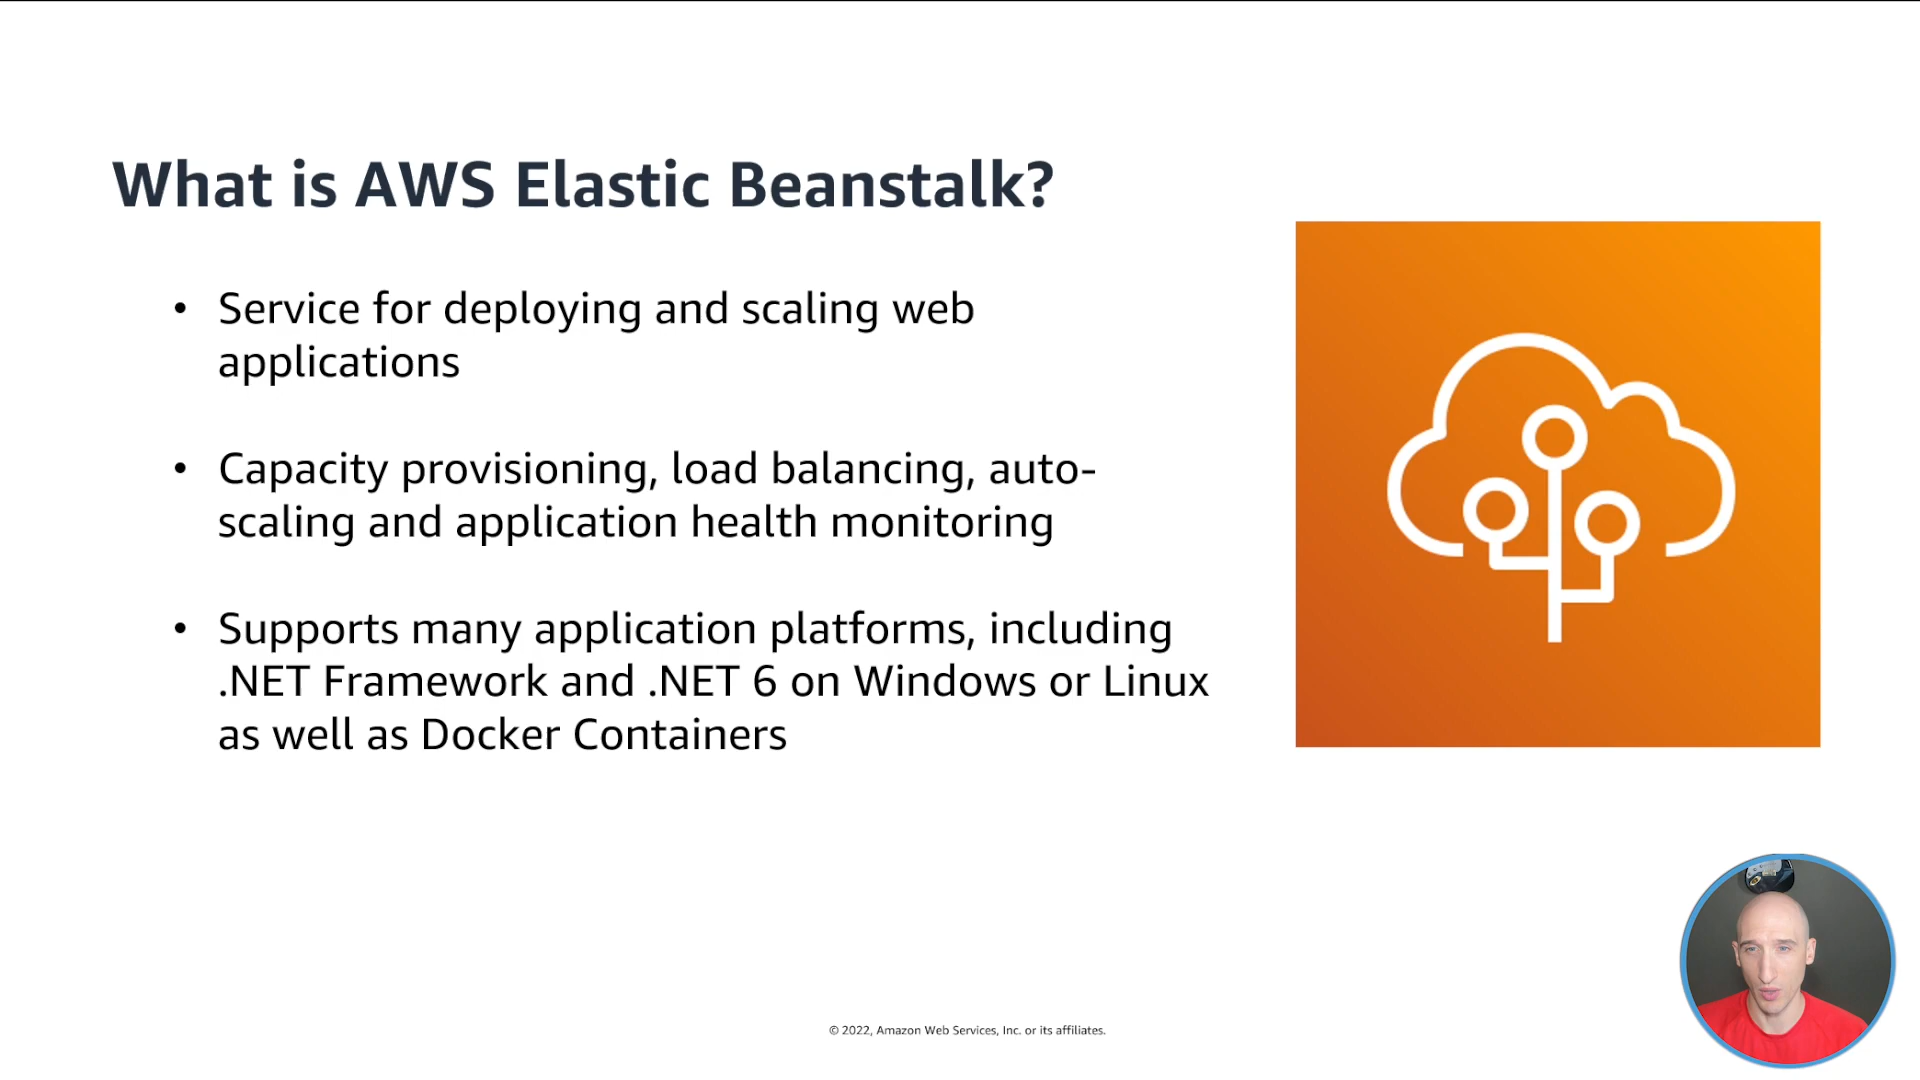 What is AWS Elastic Beanstalk?
• Service for deploying and scaling web
applications
• Capacity provisioning, load balancing, auto-
scaling and application health monitoring
• Supports many application platforms, including
.NET Framework and .NET 6 on Windows or Linux
as well as Docker Containers
© 2022, Amazon Web Services, Inc. or its affiliates.